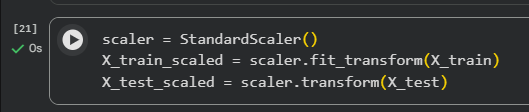 [21]
0s
scaler = StandardScaler()
X_train_scaled = scaler.fit_transform(X_train)
X_test_scaled = scaler.transform(X_test)